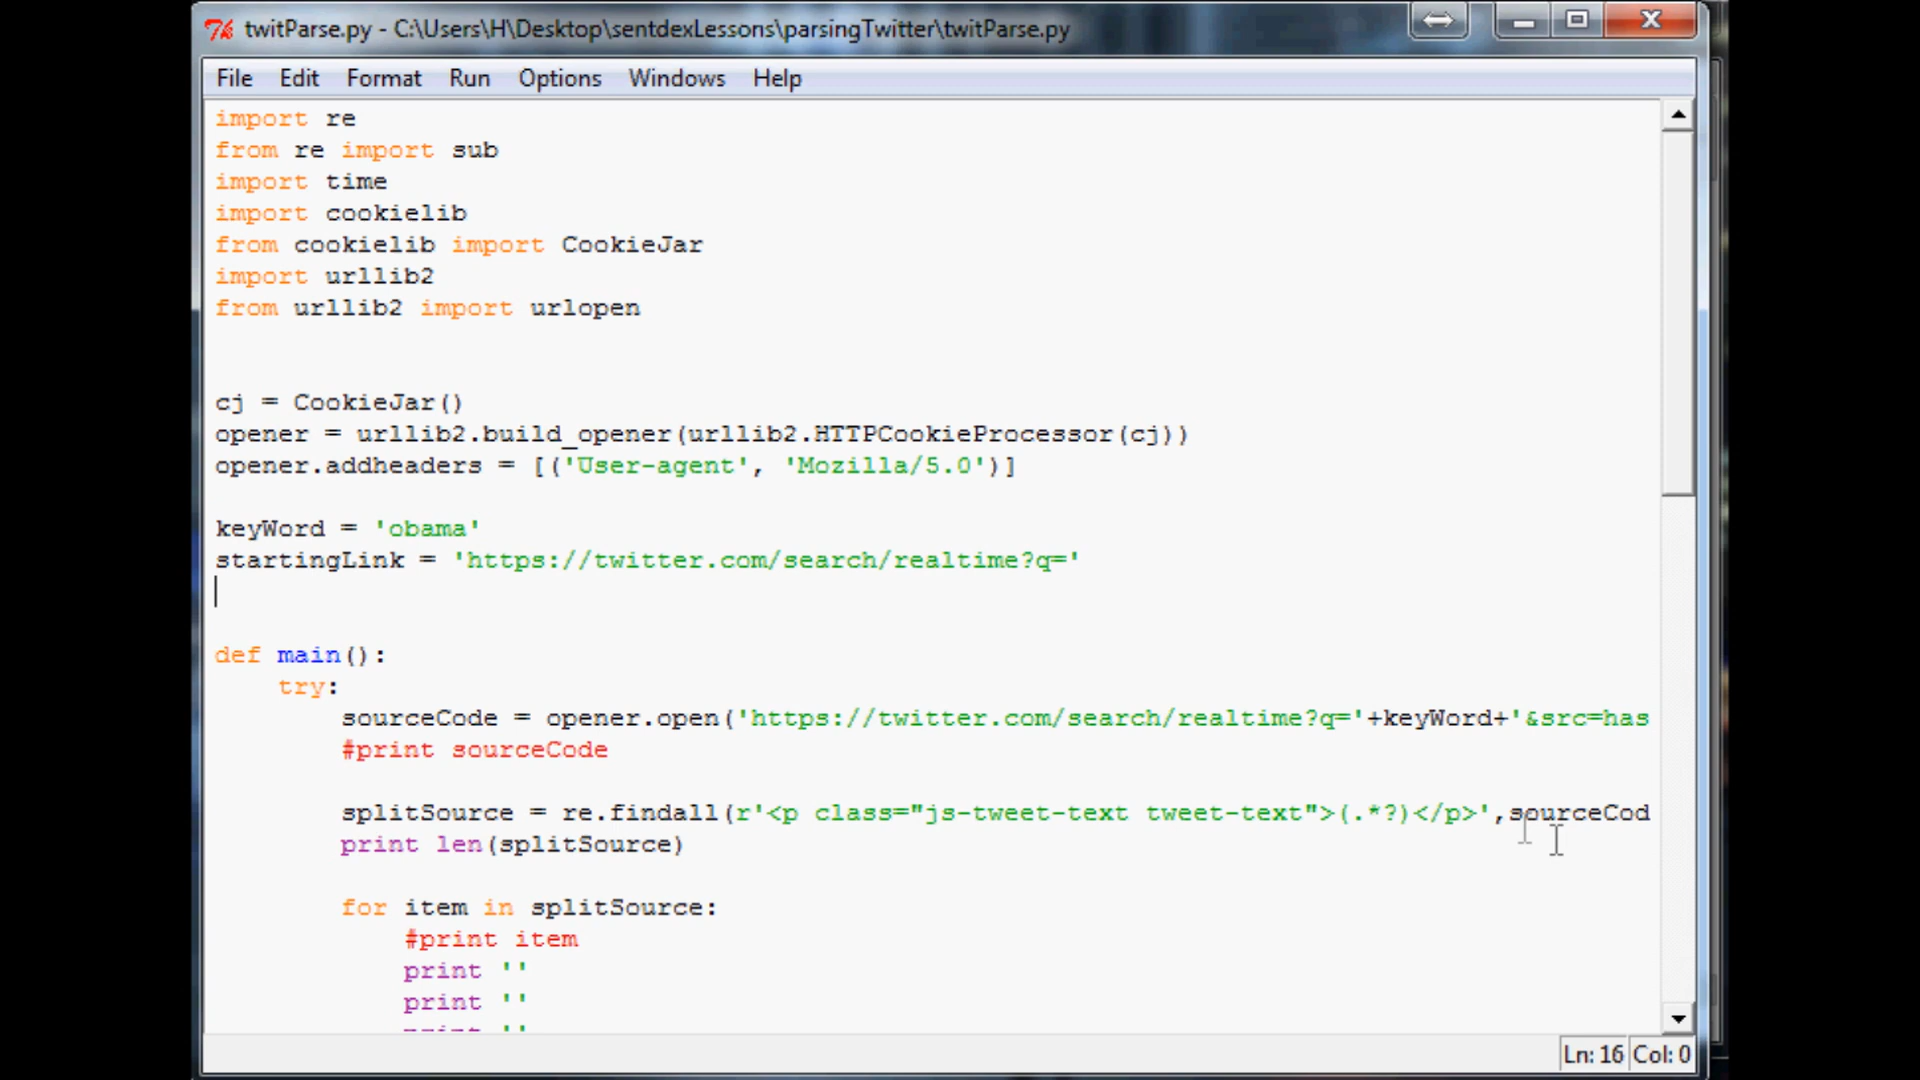 twitParse.py - C:\Users\H\Desktop\sentdexLessons\parsingTwitter\twitParse.py
File Edit Format Run Options Windows Help
import re
from re import sub
import time
import cookielib
from cookielib import CookieJar
import urllib2
from urllib2 import urlopen
cj = CookieJar()
opener = urllib2.build_opener(urllib2.HTTPCookieProcessor(cj))
opener.addheaders = [('User-agent', 'Mozilla/5.0')]
keyWord = 'obama'
startingLink = 'https://twitter.com/search/realtime?q='
def main():
    try:
        sourceCode = opener.open('https://twitter.com/search/realtime?q='+keyWord+'&src=has
        #print sourceCode
        splitSource = re.findall(r'<p class="js-tweet-text tweet-text">(.*?)</p>',sourceCod
        print len(splitSource)
        for item in splitSource:
            #print item
            print ''
            print ''
            print ''
Ln: 16 Col: 0